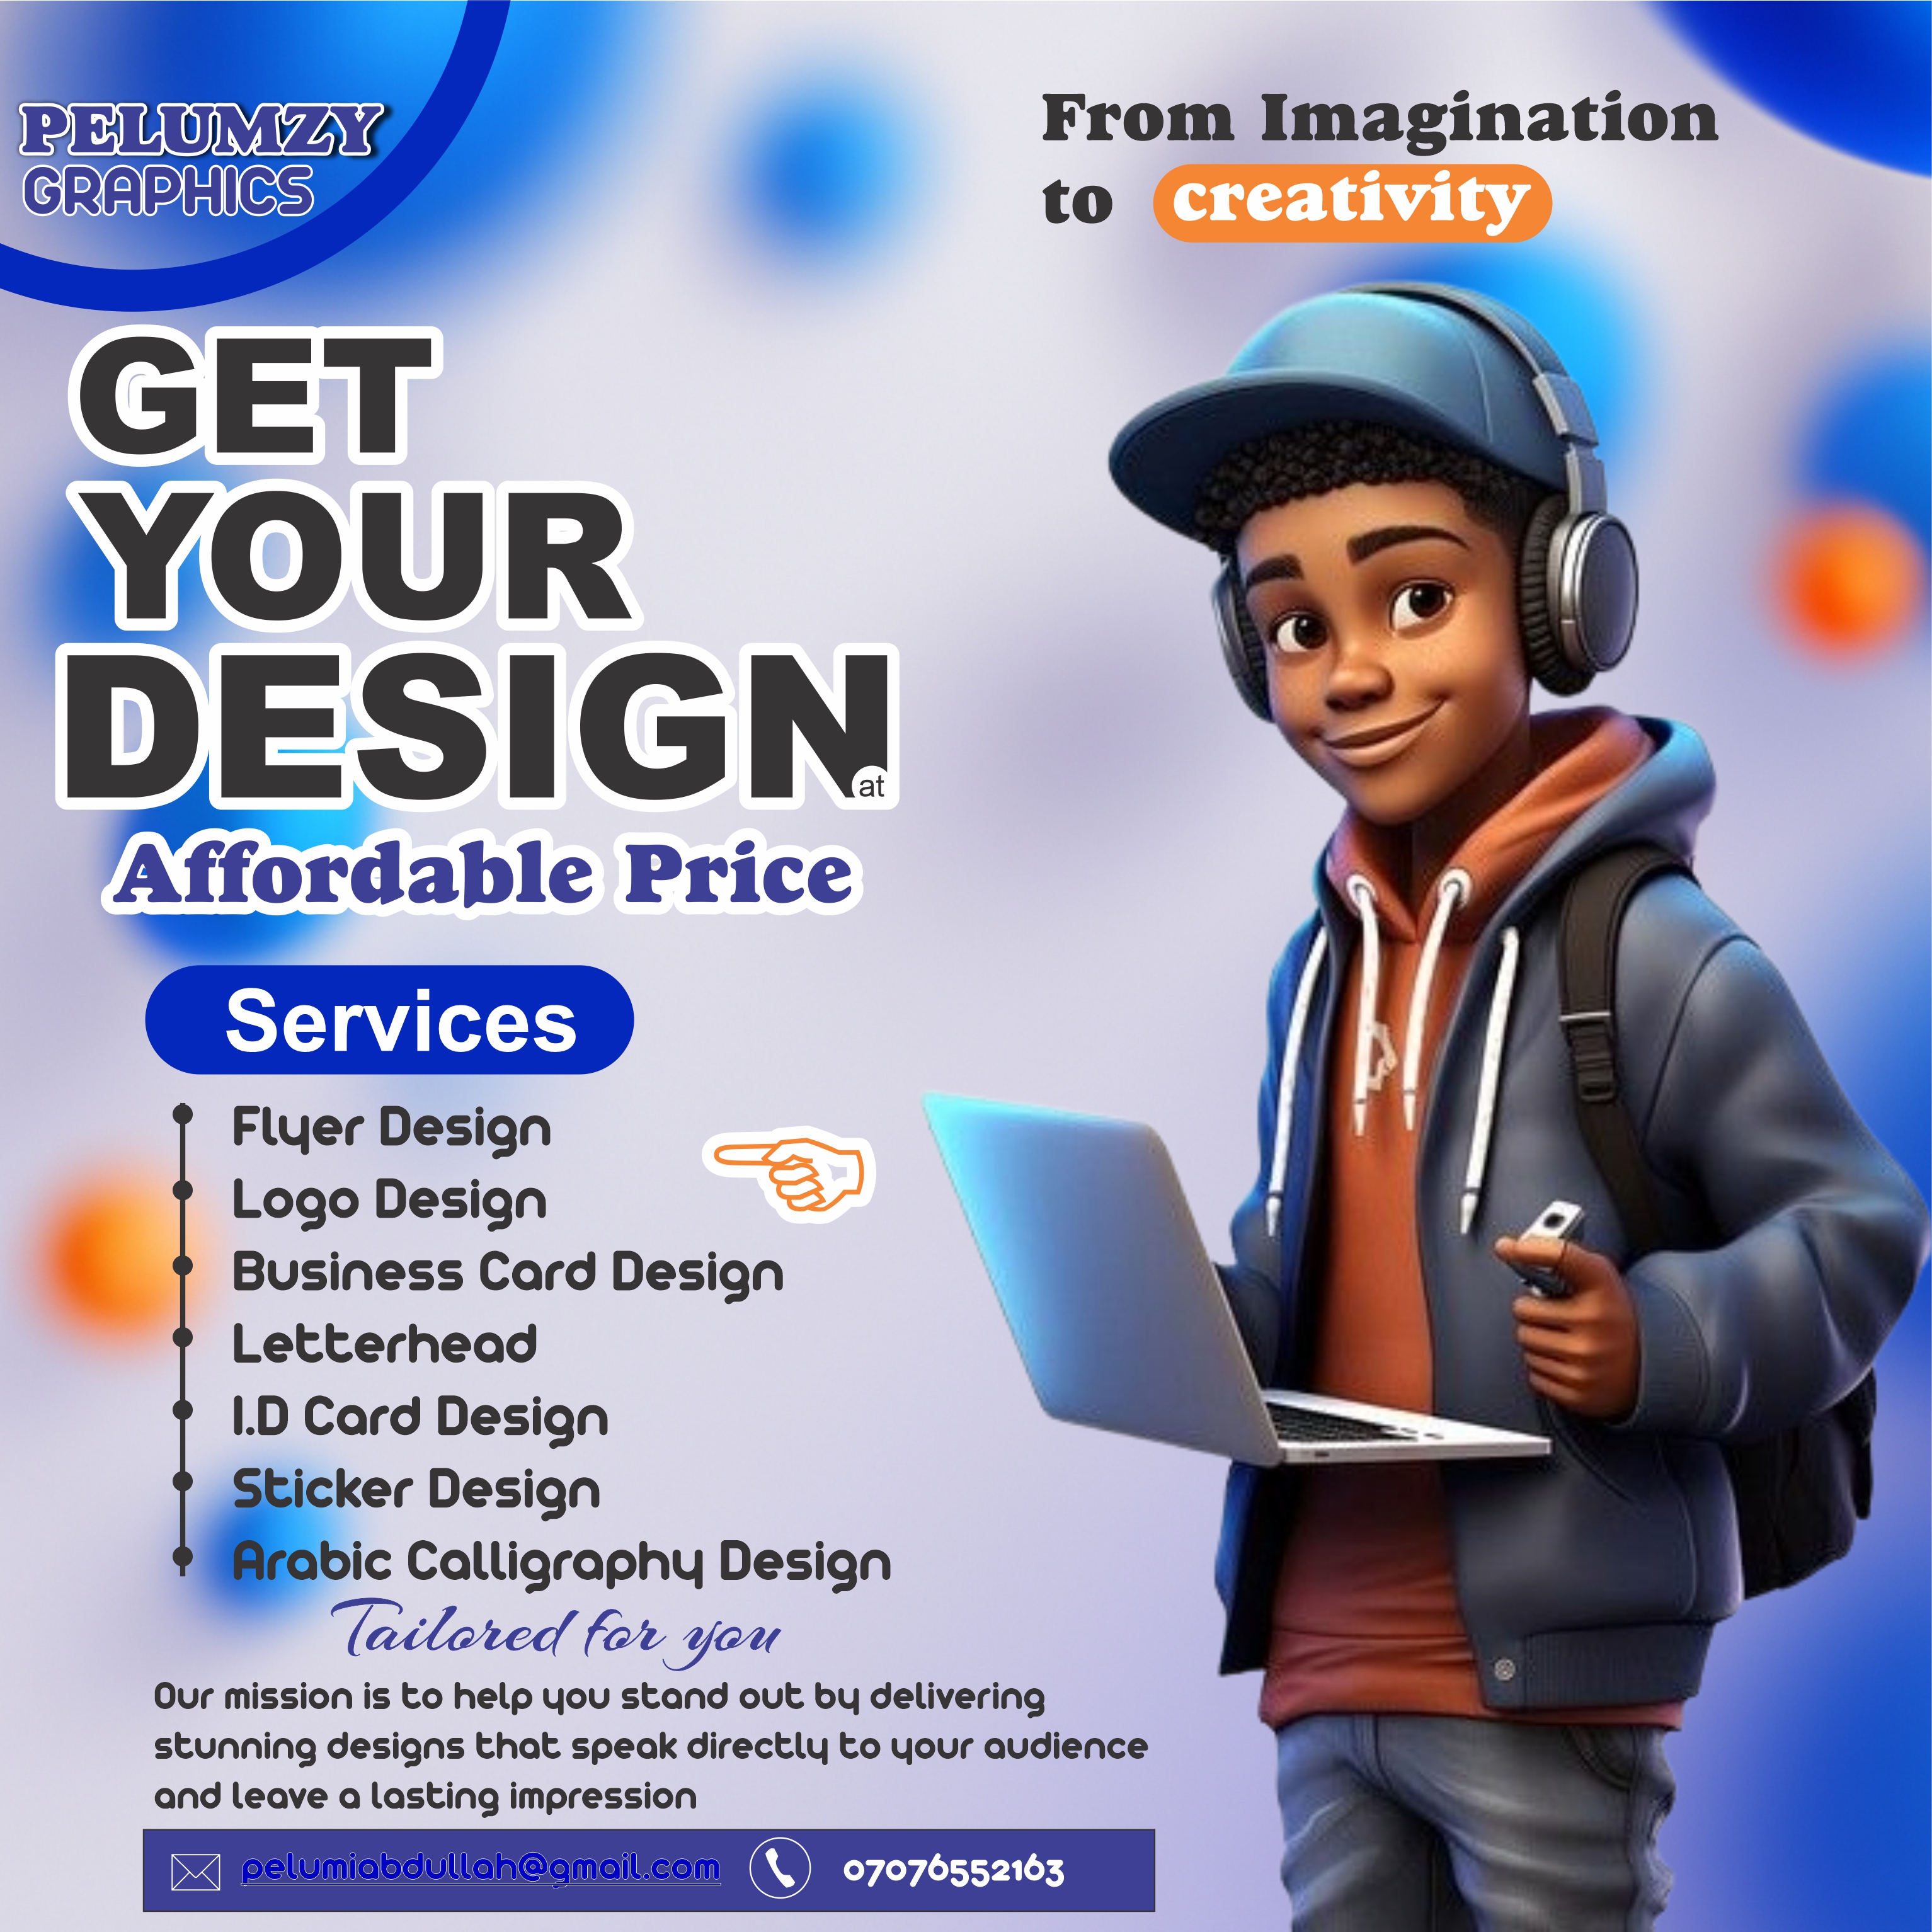 PELUMZY
GRAPHICS
From Imagination
to creativity
GET
YOUR
DESIGN
at
Affordable Price
Services
Flyer Design
Logo Design
Business Card Design
Letterhead
I.D Card Design
Sticker Design
Arabic Calligraphy Design
Tailored for you
Our mission is to help you stand out by delivering
stunning designs that speak directly to your audience
and leave a lasting impression
pelumiabdullah@gmail.com 07076552163